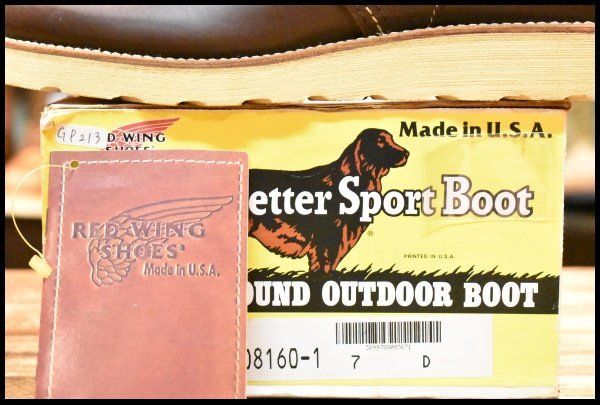 GP213
D WING
SHOES
Made in U.S.A.
etter Sport Boot
PRINTED IN U.S.A.
OUND OUTDOOR BOOT
RED WING
SHOES®
Made in U.S.A.
08160-1 7 D